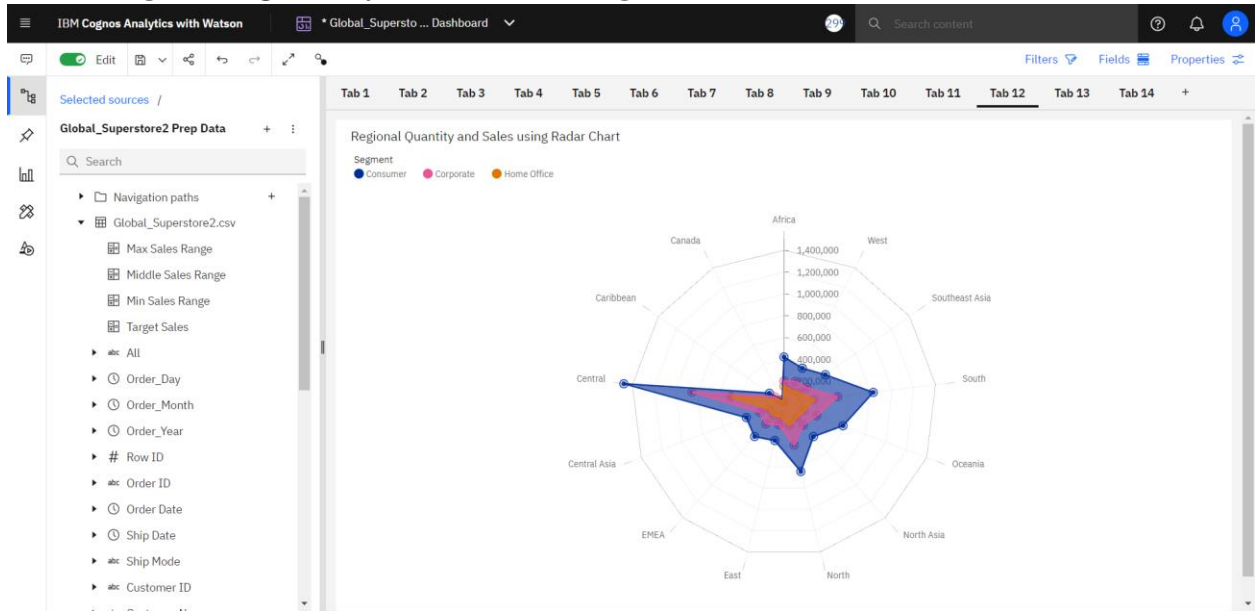 IBM Cognos Analytics with Watson
* Global_Supersto ... Dashboard
299
Search content
Edit
Filters
Fields
Properties
Selected sources /
Tab 1 Tab 2 Tab 3 Tab 4 Tab 5 Tab 6 Tab 7 Tab 8 Tab 9 Tab 10 Tab 11 Tab 12 Tab 13 Tab 14 +
Global_Superstore2 Prep Data
Search
Navigation paths
Global_Superstore2.csv
Max Sales Range
Middle Sales Range
Min Sales Range
Target Sales
abc All
Order_Day
Order_Month
Order_Year
# Row ID
abc Order ID
Order Date
Ship Date
abc Ship Mode
abc Customer ID
Regional Quantity and Sales using Radar Chart
Segment
Consumer Corporate Home Office
Africa
Canada
West
1,400,000
1,200,000
Caribbean
1,000,000
Southeast Asia
800,000
600,000
400,000
Central
South
Central Asia
Oceania
EMEA
North Asia
East
North